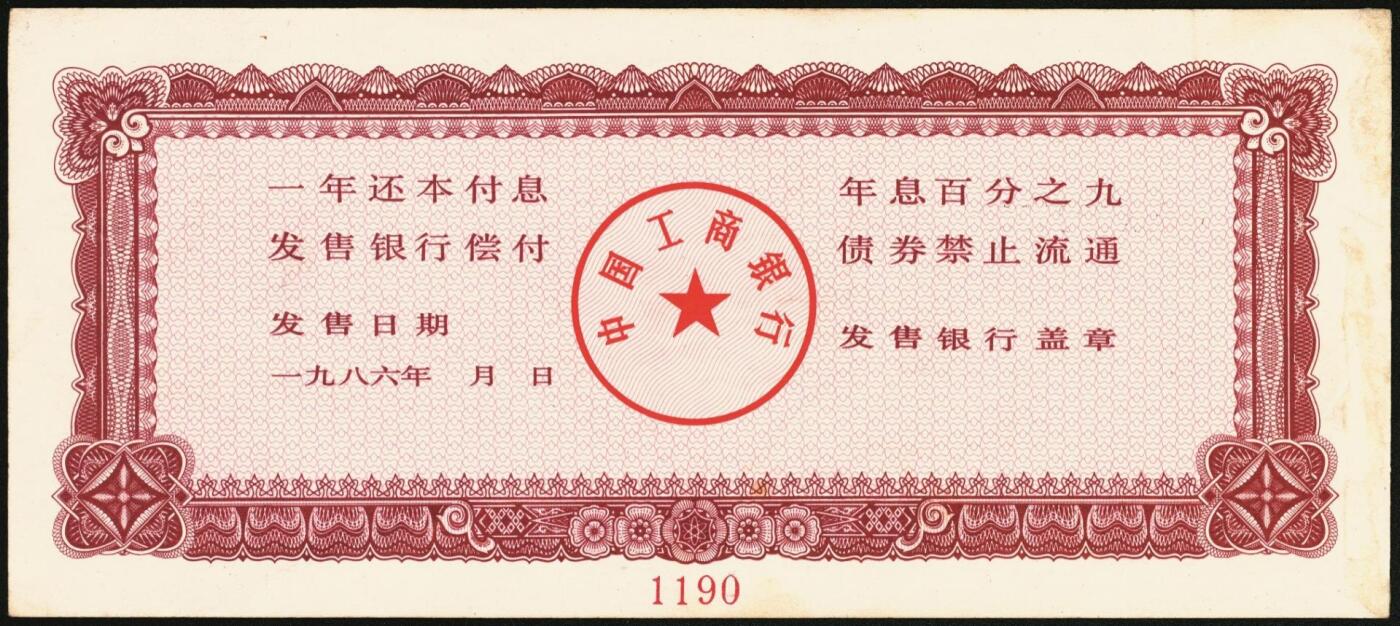 一年还本付息
发售银行偿付
发售日期
一九八六年 月 日
中国工商银行
年息百分之九
债券禁止流通
发售银行盖章
1190